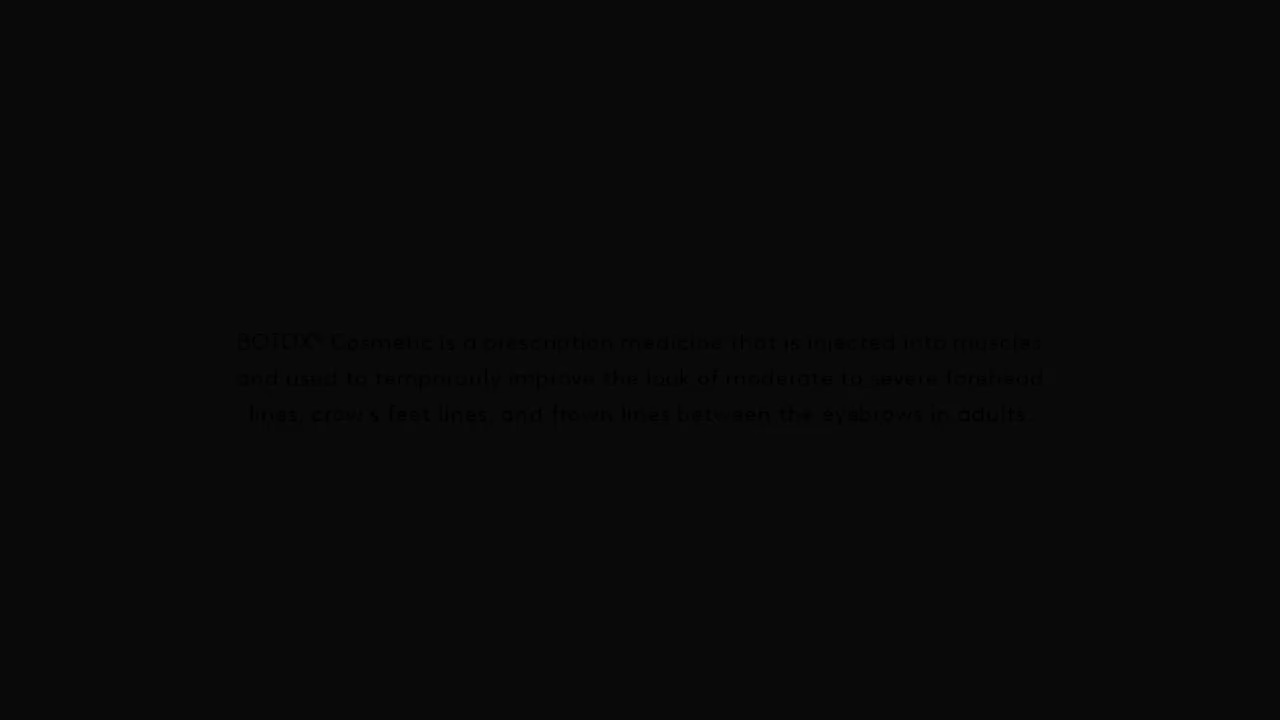 BOTOX® Cosmetic is a prescription medicine that is injected into muscles
and used to temporarily improve the look of moderate to severe forehead
lines, crow's feet lines, and frown lines between the eyebrows in adults.